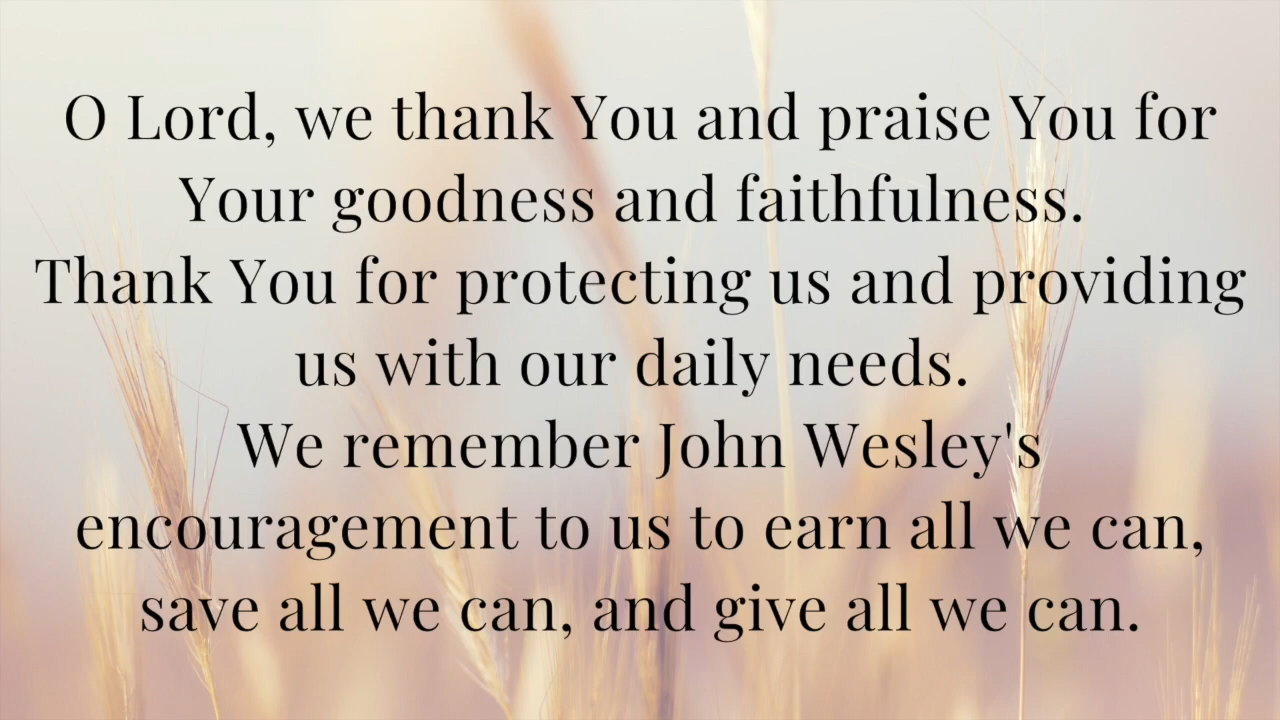 O Lord, we thank You and praise You for
Your goodness and faithfulness.
Thank You for protecting us and providing
us with our daily needs.
We remember John Wesley's
encouragement to us to earn all we can,
save all we can, and give all we can.